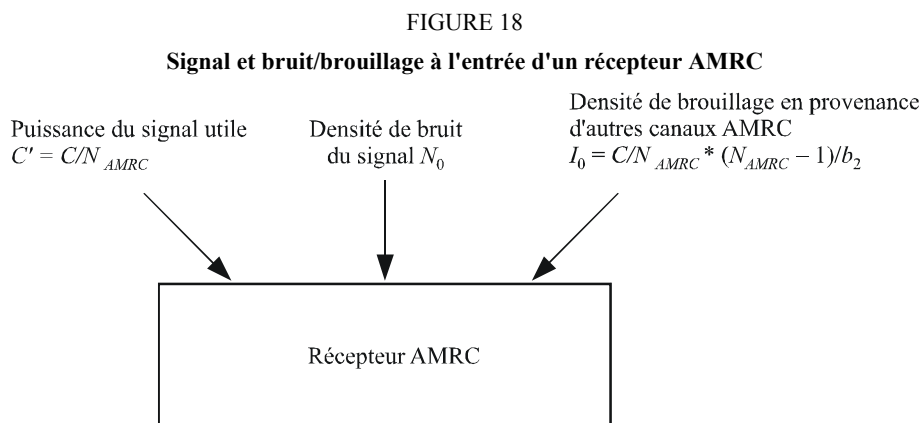 FIGURE 18
Signal et bruit/brouillage à l'entrée d'un récepteur AMRC
Puissance du signal utile
C' = C/N AMRC
Densité de bruit
du signal N0
Densité de brouillage en provenance
d'autres canaux AMRC
I0 = C/N AMRC * (NAMRC – 1)/b2
Récepteur AMRC